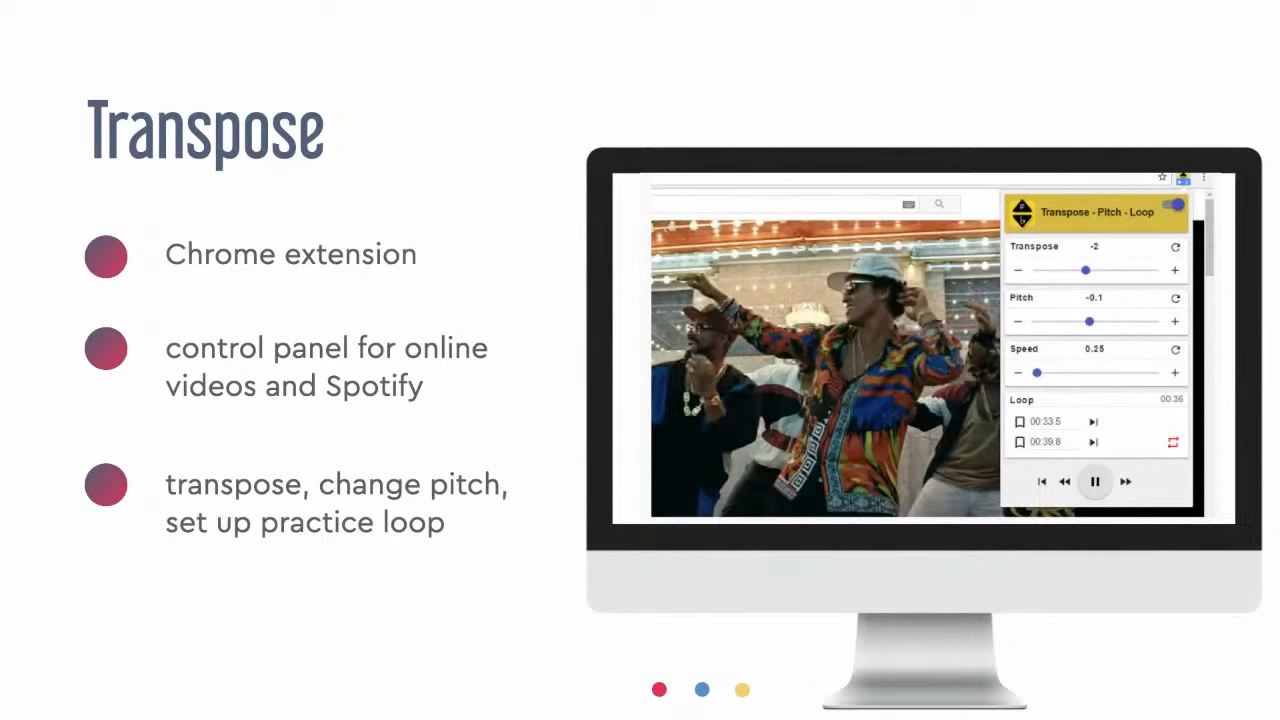 Transpose
Chrome extension
control panel for online
videos and Spotify
transpose, change pitch,
set up practice loop
Transpose - Pitch - Loop
Transpose -2
Pitch -0.1
Speed 0.25
Loop 00:36
00:33.5
00:39.8